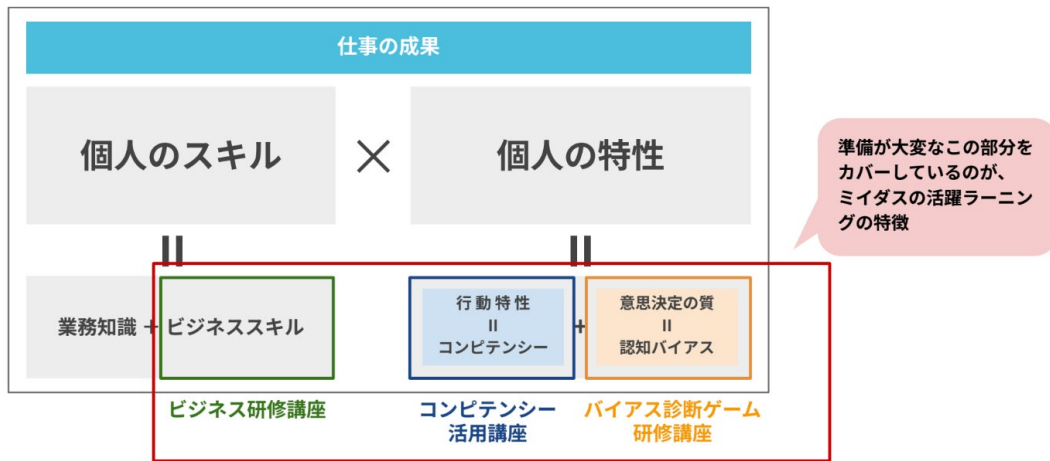 仕事の成果
個人のスキル × 個人の特性
準備が大変なこの部分を
カバーしているのが、
ミイダスの活躍ラーニン
グの特徴
=
=
業務知識 + ビジネススキル
行動特性
=
コンピテンシー
+
意思決定の質
=
認知バイアス
ビジネス研修講座
コンピテンシー
活用講座
バイアス診断ゲーム
研修講座